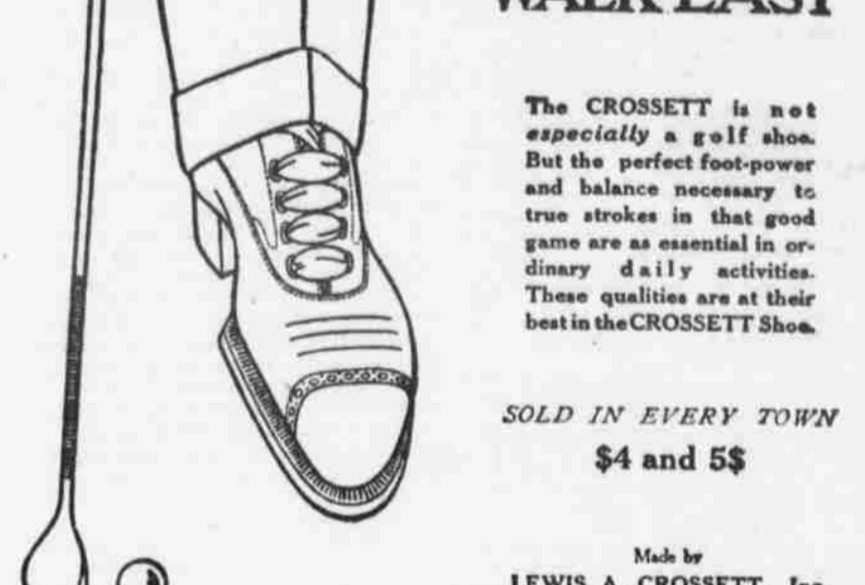 WALK EASY
The CROSSETT is not
especially a golf shoe.
But the perfect foot-power
and balance necessary to
true strokes in that good
game are as essential in or-
dinary daily activities.
These qualities are at their
best in the CROSSETT Shoe.
SOLD IN EVERY TOWN
$4 and 5$
Made by
LEWIS A. CROSSETT, Inc.